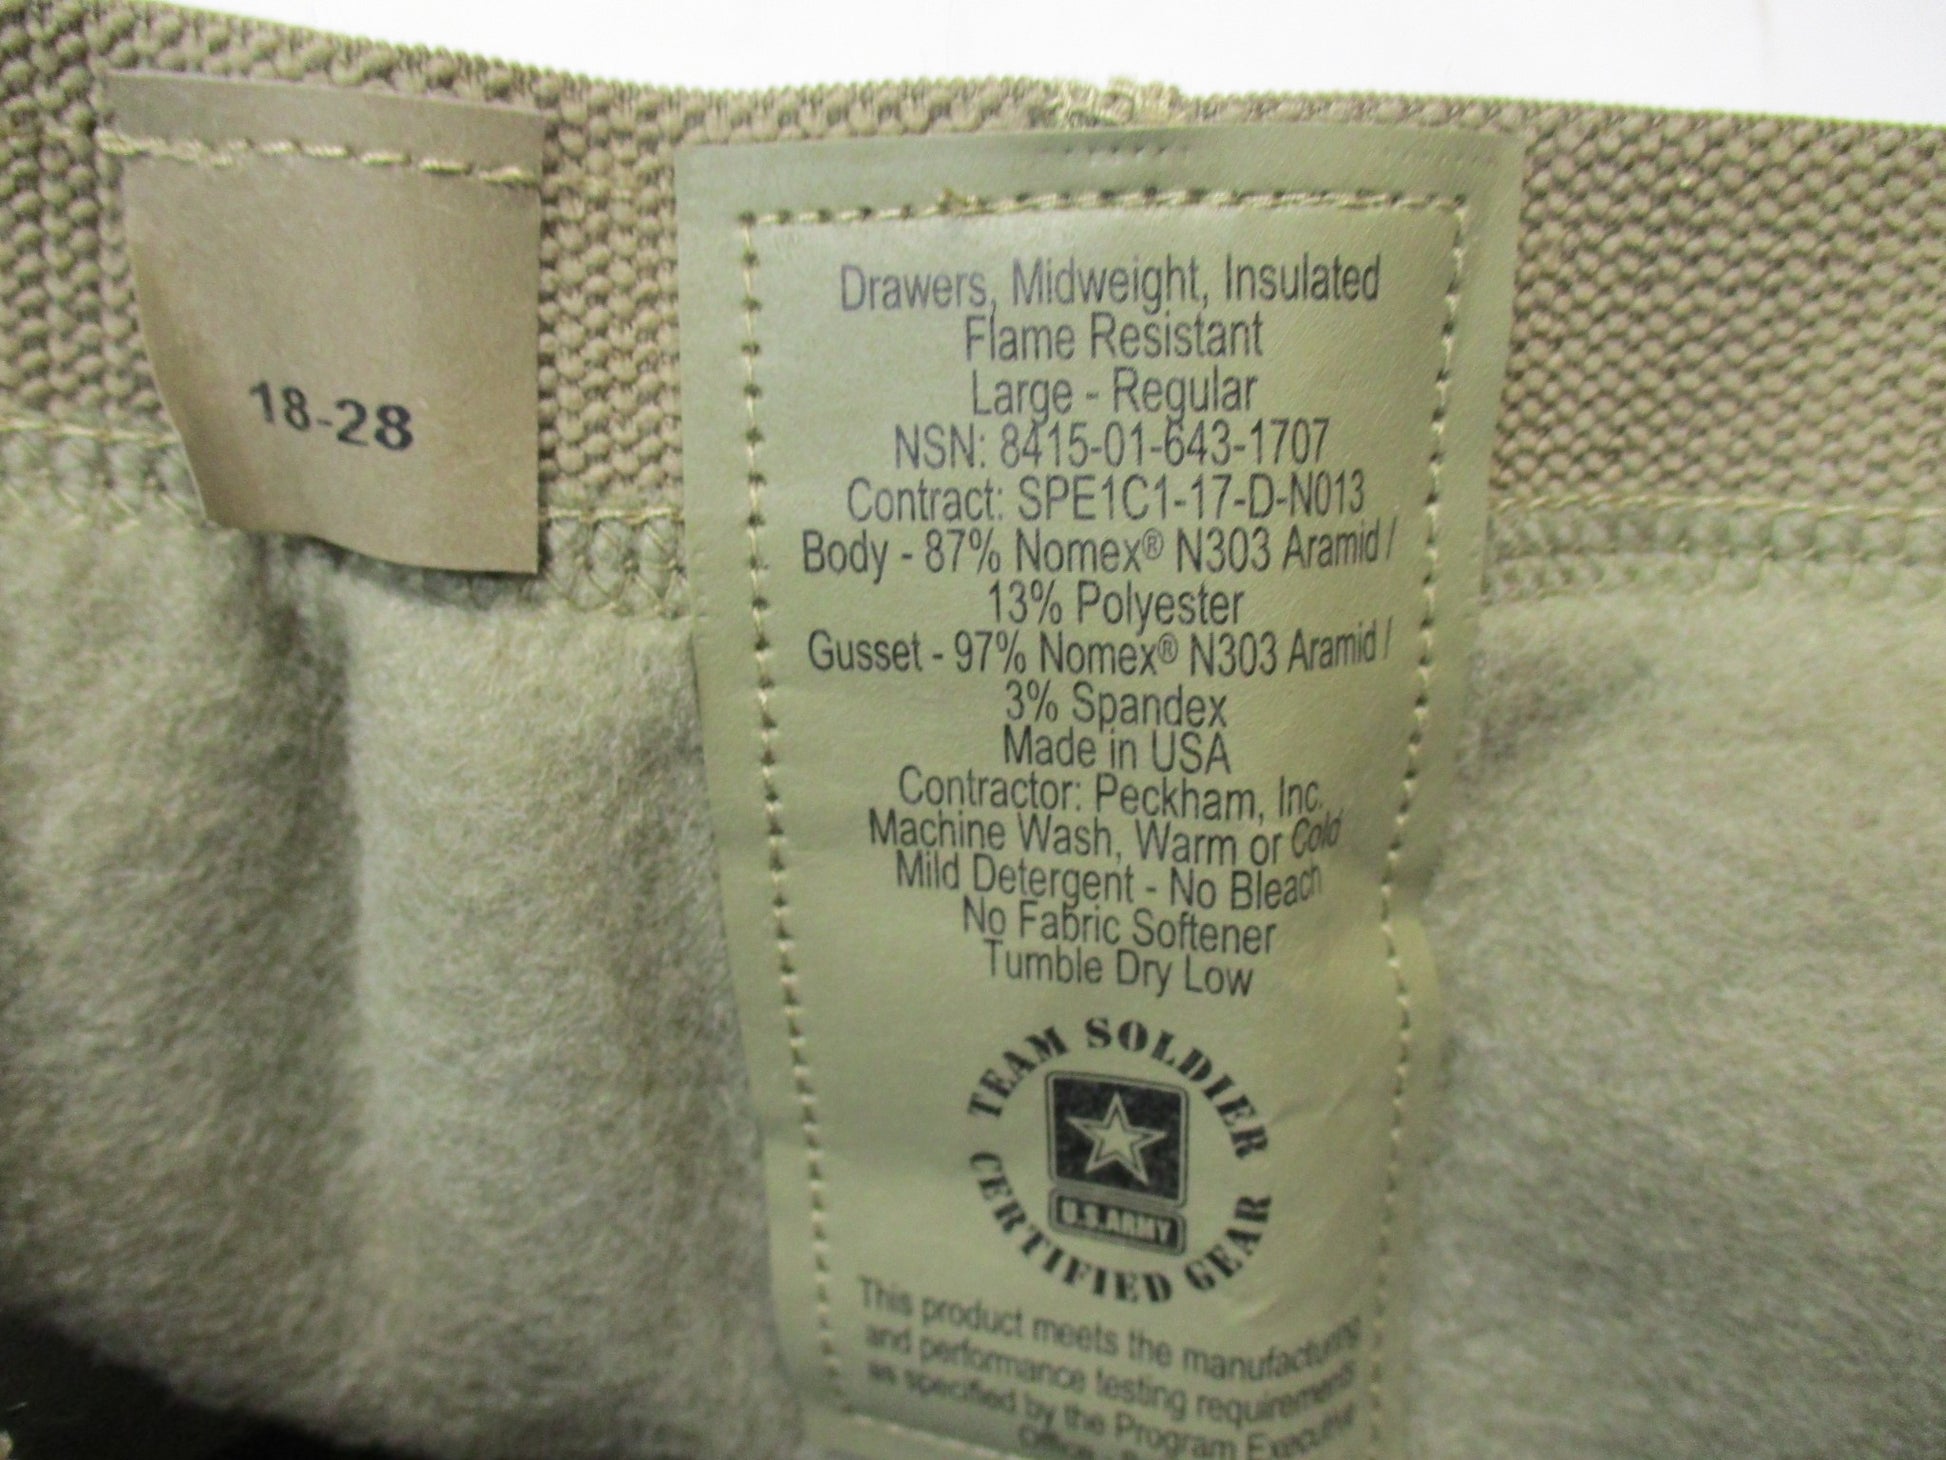 18-28
Drawers, Midweight, Insulated
Flame Resistant
Large - Regular
NSN: 8415-01-643-1707
Contract: SPE1C1-17-D-N013
Body - 87% Nomex® N303 Aramid /
13% Polyester
Gusset - 97% Nomex® N303 Aramid /
3% Spandex
Made in USA
Contractor: Peckham, Inc.
Machine Wash, Warm or Cold
Mild Detergent - No Bleach
No Fabric Softener
Tumble Dry Low
TEAM SOLDIER
U.S.ARMY
CERTIFIED GEAR
This product meets the manufacturing
and performance testing requirements
as specified by the Program Executive